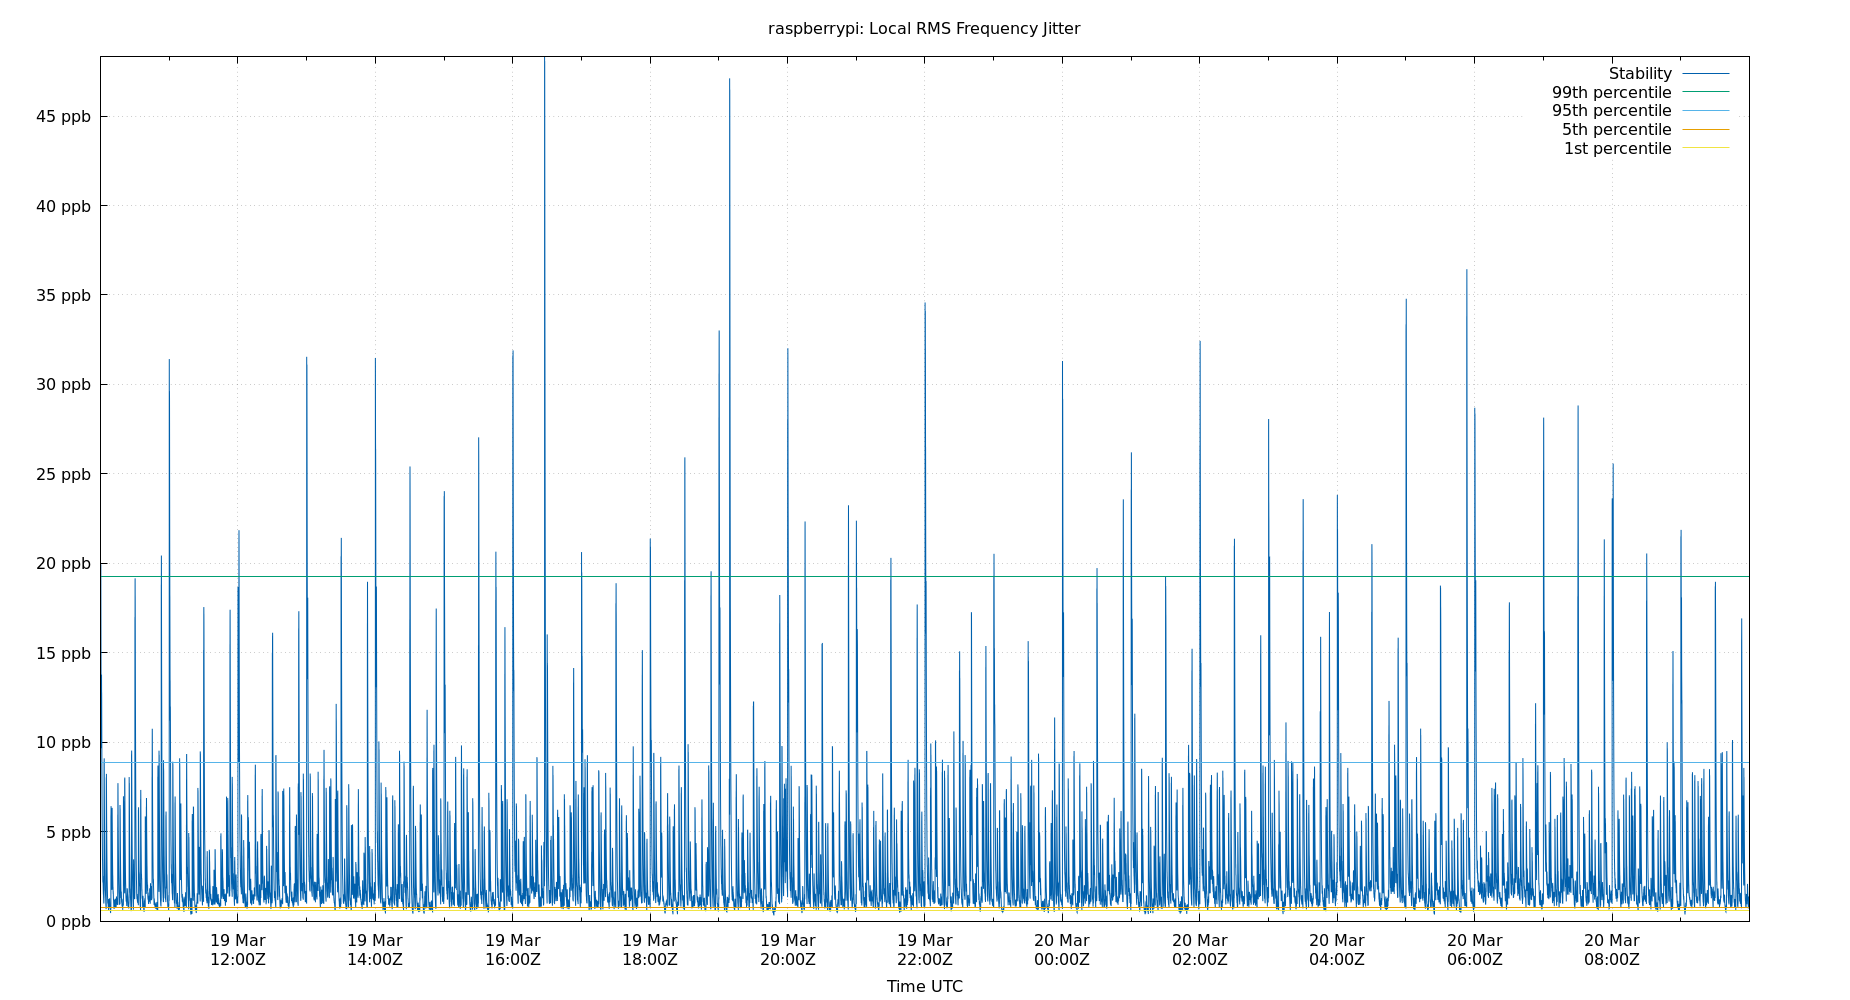 raspberrypi: Local RMS Frequency Jitter
Stability
99th percentile
95th percentile
5th percentile
1st percentile
45 ppb
40 ppb
35 ppb
30 ppb
25 ppb
20 ppb
15 ppb
10 ppb
5 ppb
0 ppb
19 Mar 19 Mar 19 Mar 19 Mar 19 Mar 19 Mar 20 Mar 20 Mar 20 Mar 20 Mar 20 Mar
12:00Z 14:00Z 16:00Z 18:00Z 20:00Z 22:00Z 00:00Z 02:00Z 04:00Z 06:00Z 08:00Z
Time UTC